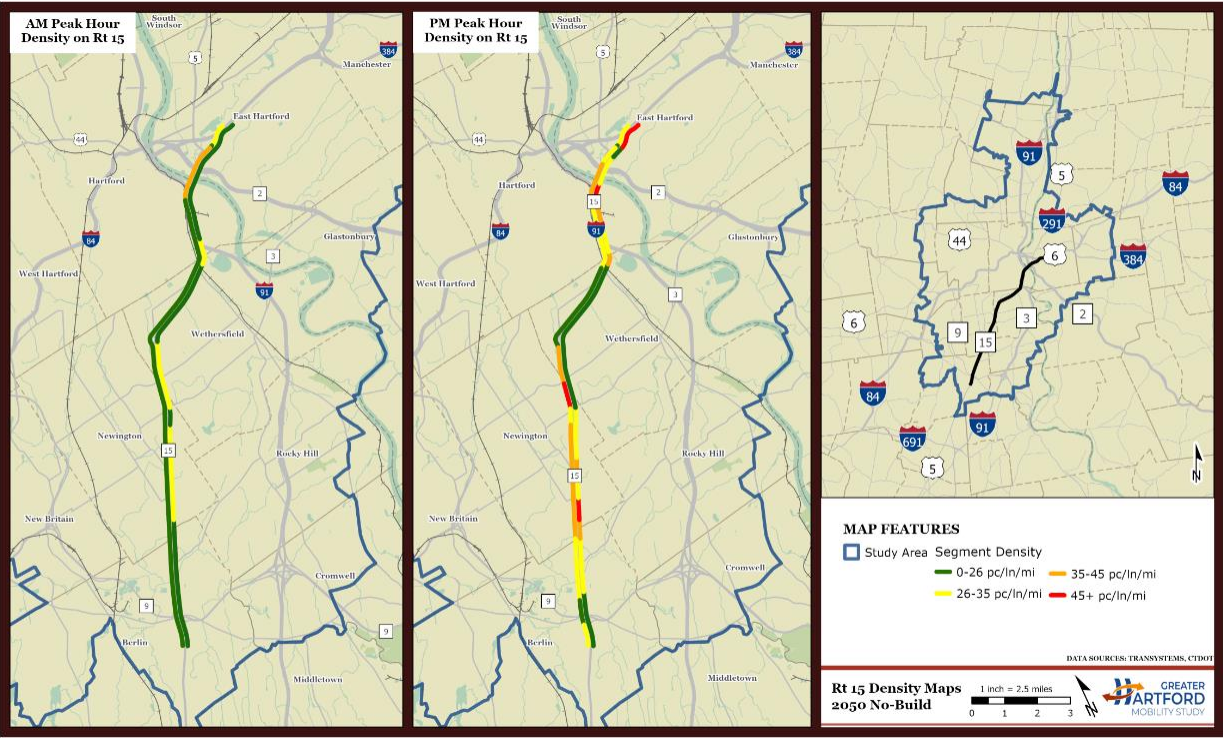 AM Peak Hour
Density on Rt 15
South
Windsor
5
384
Manchester
East Hartford
44
Hartford
2
84
Glastonbury
3
West Hartford
91
Wethersfield
Newington
15
Rocky Hill
New Britain
Cromwell
9
9
Berlin
Middletown
PM Peak Hour
Density on Rt 15
South
Windsor
5
384
Manchester
East Hartford
44
Hartford
2
15
84
91
Glastonbury
West Hartford
3
Wethersfield
Newington
15
Rocky Hill
New Britain
Cromwell
9
Berlin
Middletown
91
5
84
291
44
6
384
6
3
2
9
15
84
91
691
5
N
MAP FEATURES
Study Area
Segment Density
0-26 pc/ln/mi
35-45 pc/ln/mi
26-35 pc/ln/mi
45+ pc/ln/mi
DATA SOURCES: TRANSYSTEMS, CTDOT
Rt 15 Density Maps
2050 No-Build
1 inch = 2.5 miles
0 1 2 3
N
GREATER
HARTFORD
MOBILITY STUDY